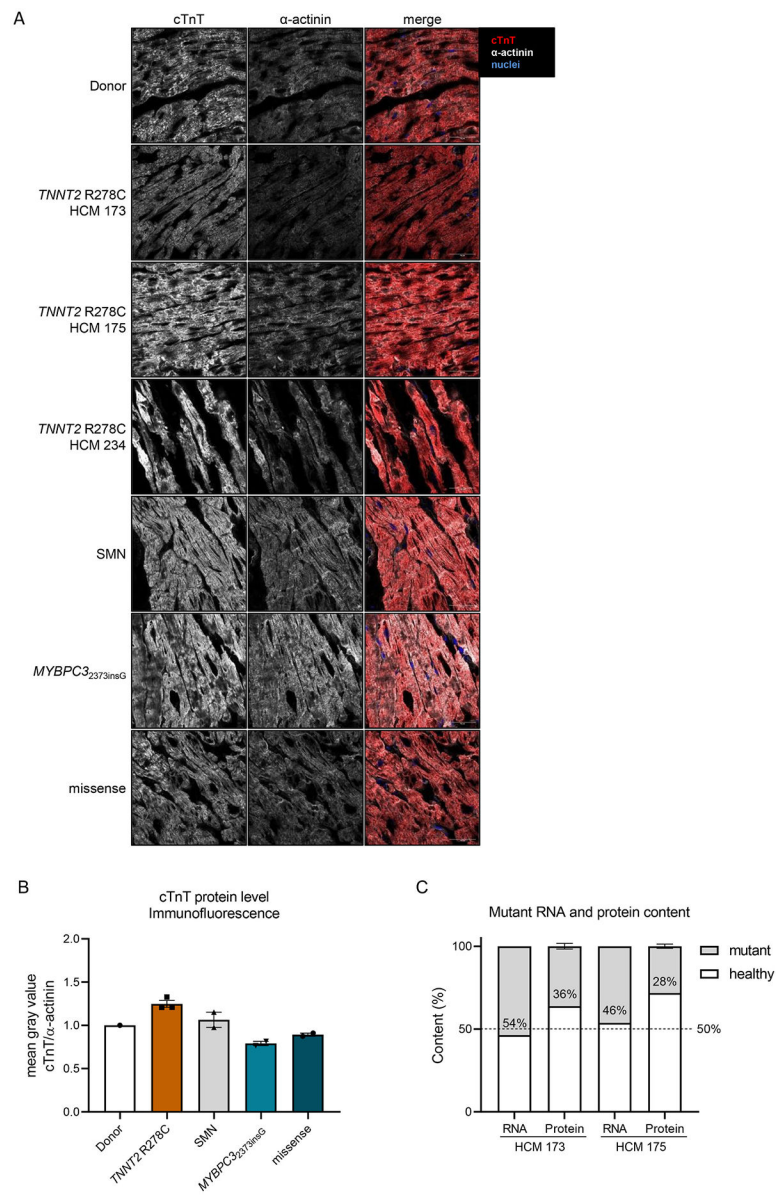 A
cTnT α-actinin merge
cTnT
α-actinin
nuclei
Donor
TNNT2 R278C
HCM 173
TNNT2 R278C
HCM 175
TNNT2 R278C
HCM 234
SMN
MYBPC32373insG
missense
B
cTnT protein level
Immunofluorescence
mean gray value
cTnT/α-actinin
2.0
1.5
1.0
0.5
0.0
Donor
TNNT2 R278C
SMN
MYBPC32373insG
missense
C
Mutant RNA and protein content
Content (%)
100
50
0
54%
36%
46%
28%
mutant
healthy
50%
RNA Protein RNA Protein
HCM 173 HCM 175